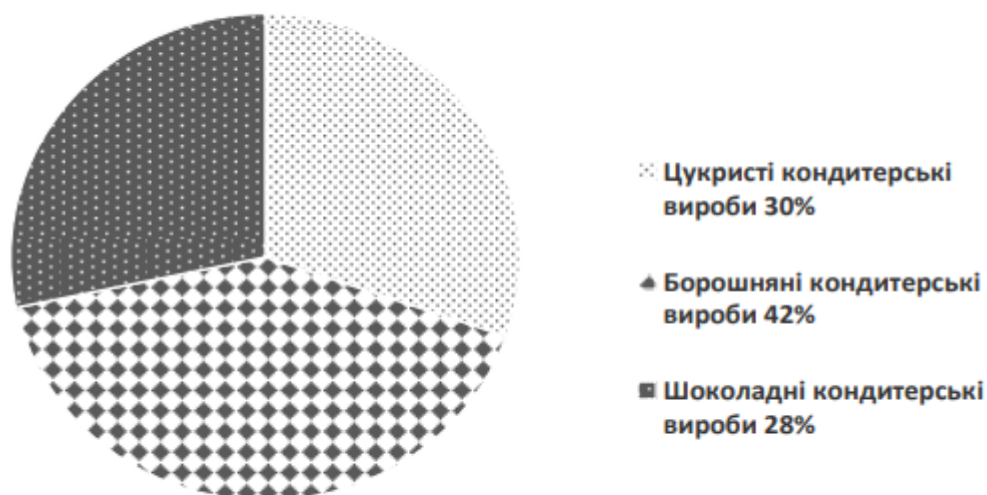 Цукристі кондитерські
вироби 30%
Борошняні кондитерські
вироби 42%
Шоколадні кондитерські
вироби 28%